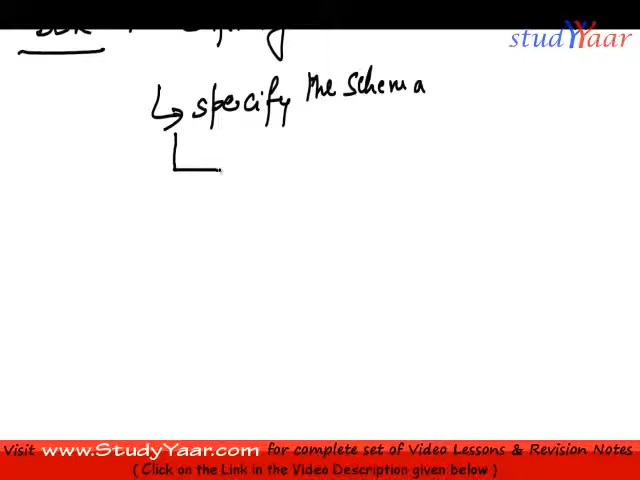 studYYaar
specify the schema
Visit www.StudyYaar.com for complete set of Video Lessons & Revision Notes
( Click on the Link in the Video Description given below )